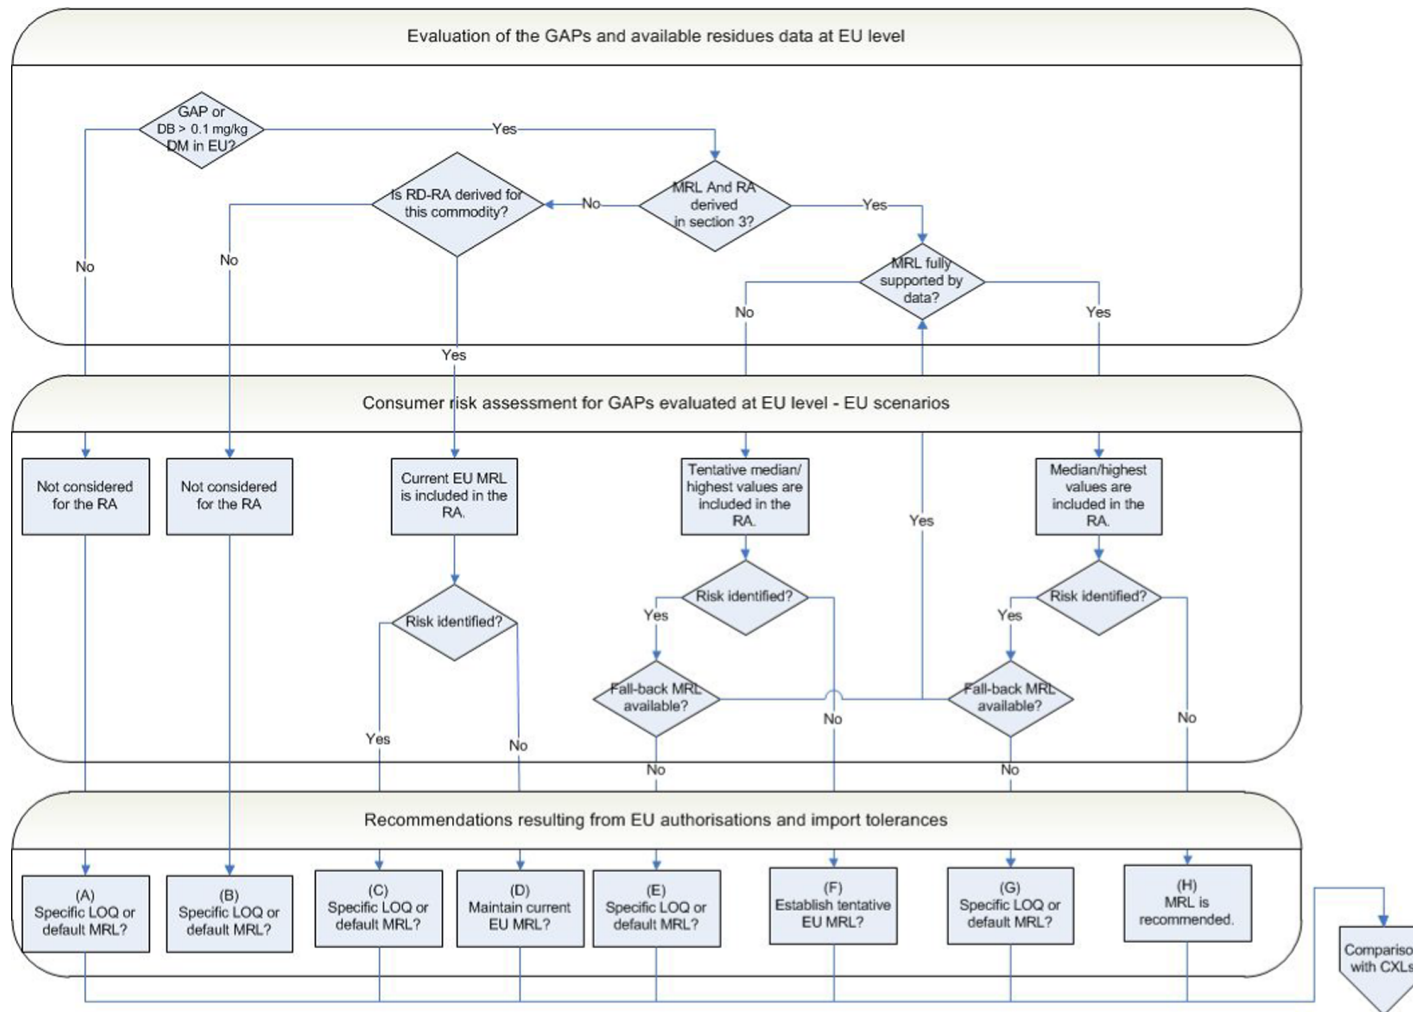 Evaluation of the GAPs and available residues data at EU level
GAP or
DB > 0.1 mg/kg
DM in EU?
Yes
Is RD-RA derived for
this commodity?
No
MRL And RA
derived
in section 3?
Yes
No
No
MRL fully
supported by
data?
No
Yes
Yes
Consumer risk assessment for GAPs evaluated at EU level - EU scenarios
Not considered
for the RA
Not considered
for the RA
Current EU MRL
is included in the
RA.
Tentative median/
highest values are
included in the
RA.
Median/highest
values are
included in the
RA.
Yes
Risk identified?
Risk identified?
Risk identified?
Yes
Yes
Fall-back MRL
available?
Fall-back MRL
available?
Yes
No
No
No
No
No
Recommendations resulting from EU authorisations and import tolerances
(A)
Specific LOQ or
default MRL?
(B)
Specific LOQ or
default MRL?
(C)
Specific LOQ or
default MRL?
(D)
Maintain current
EU MRL?
(E)
Specific LOQ or
default MRL?
(F)
Establish tentative
EU MRL?
(G)
Specific LOQ or
default MRL?
(H)
MRL is
recommended.
Compariso
with CXLs